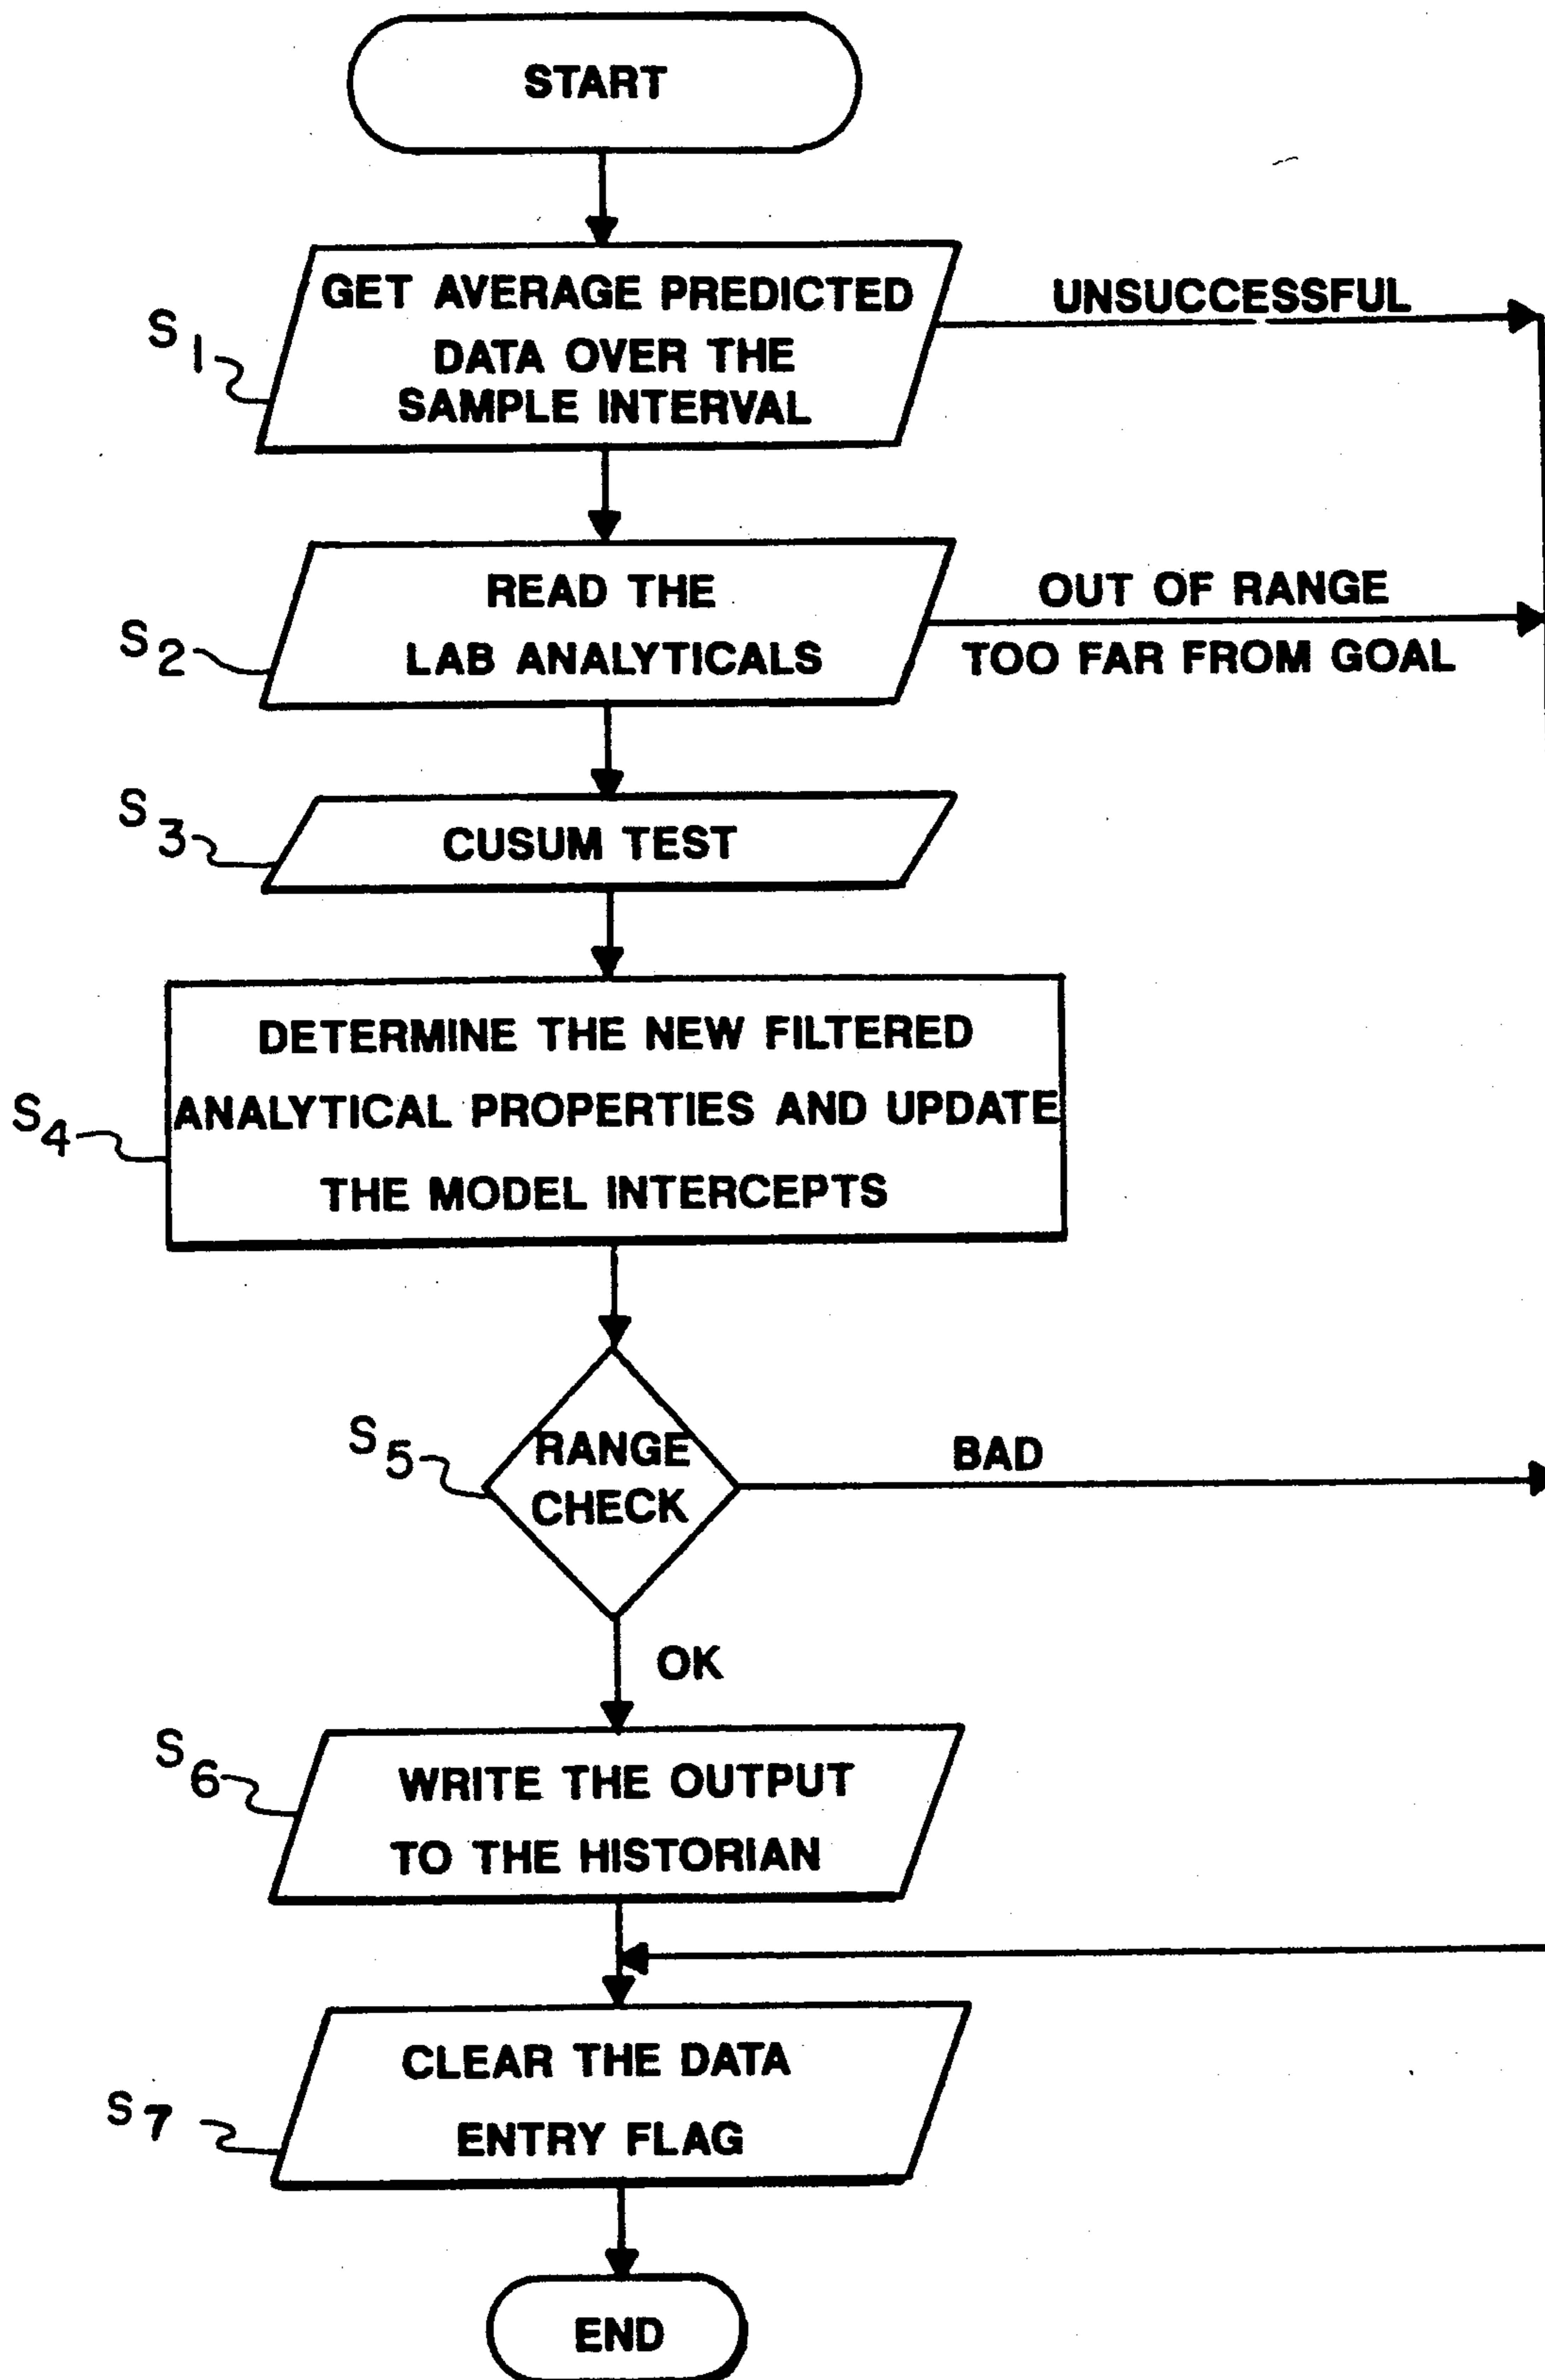 START
GET AVERAGE PREDICTED
DATA OVER THE
SAMPLE INTERVAL
UNSUCCESSFUL
S1
READ THE
LAB ANALYTICALS
OUT OF RANGE
TOO FAR FROM GOAL
S2
CUSUM TEST
S3
DETERMINE THE NEW FILTERED
ANALYTICAL PROPERTIES AND UPDATE
THE MODEL INTERCEPTS
S4
RANGE
CHECK
S5
BAD
OK
WRITE THE OUTPUT
TO THE HISTORIAN
S6
CLEAR THE DATA
ENTRY FLAG
S7
END